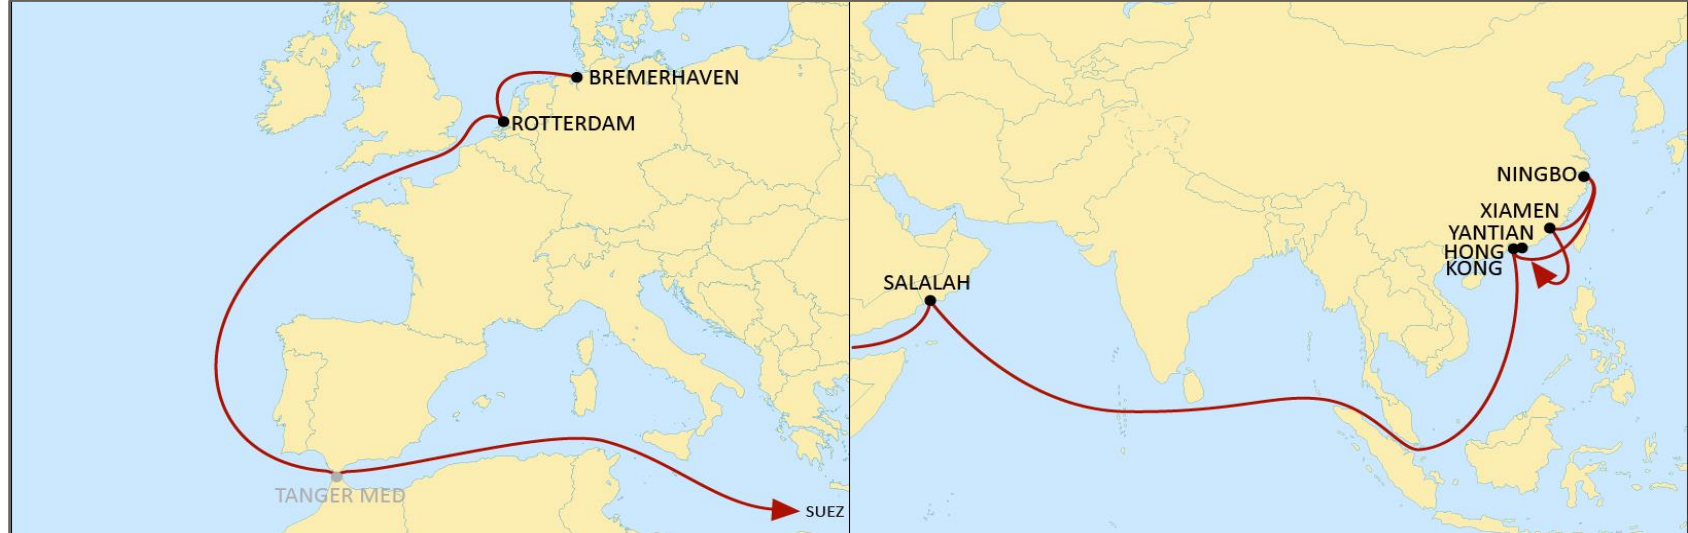 BREMERHAVEN
ROTTERDAM
TANGER MED
SUEZ
NINGBO
XIAMEN
YANTIAN
HONG
KONG
SALALAH